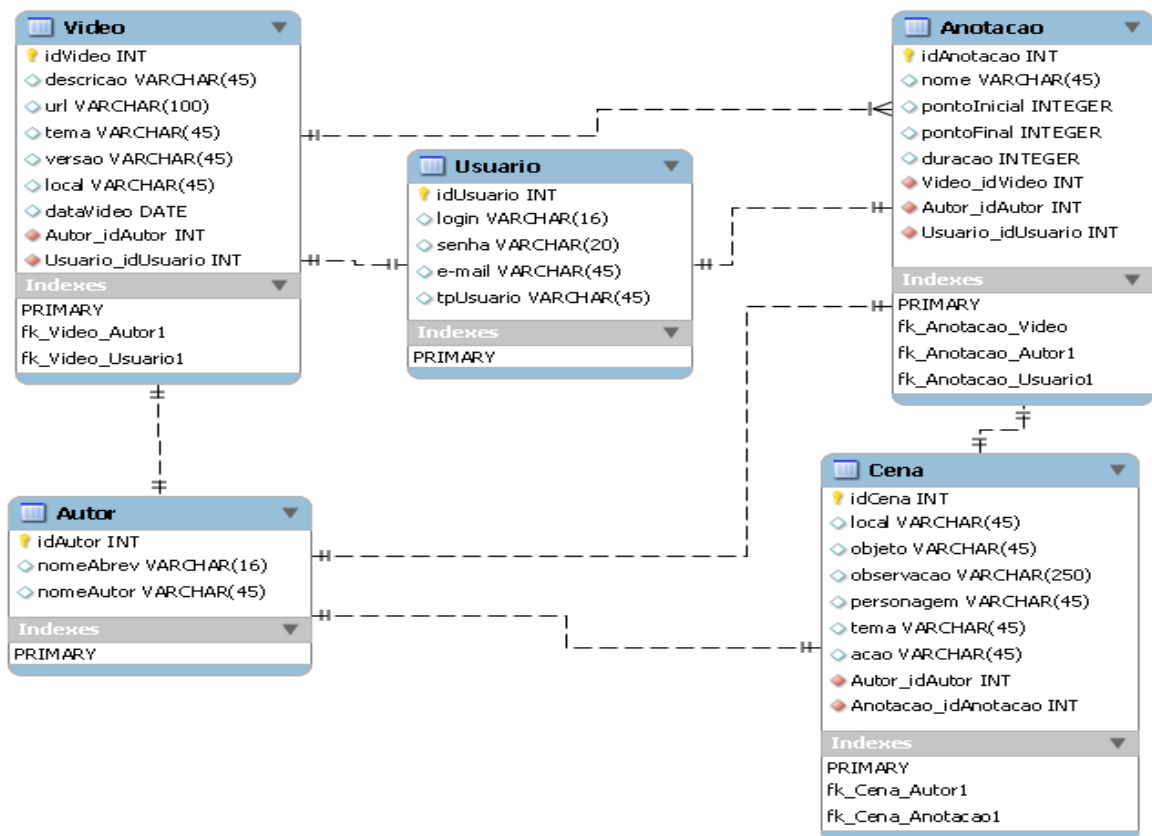 Video
idVideo INT
descricao VARCHAR(45)
url VARCHAR(100)
tema VARCHAR(45)
versao VARCHAR(45)
local VARCHAR(45)
dataVideo DATE
Autor_idAutor INT
Usuario_idUsuario INT
Indexes
PRIMARY
fk_Video_Autor1
fk_Video_Usuario1
Usuario
idUsuario INT
login VARCHAR(16)
senha VARCHAR(20)
e-mail VARCHAR(45)
tpUsuario VARCHAR(45)
Indexes
PRIMARY
Anotacao
idAnotacao INT
nome VARCHAR(45)
pontoInicial INTEGER
pontoFinal INTEGER
duracao INTEGER
Video_idVideo INT
Autor_idAutor INT
Usuario_idUsuario INT
Indexes
PRIMARY
fk_Anotacao_Video
fk_Anotacao_Autor1
fk_Anotacao_Usuario1
Autor
idAutor INT
nomeAbrev VARCHAR(16)
nomeAutor VARCHAR(45)
Indexes
PRIMARY
Cena
idCena INT
local VARCHAR(45)
objeto VARCHAR(45)
observacao VARCHAR(250)
personagem VARCHAR(45)
tema VARCHAR(45)
acao VARCHAR(45)
Autor_idAutor INT
Anotacao_idAnotacao INT
Indexes
PRIMARY
fk_Cena_Autor1
fk_Cena_Anotacao1